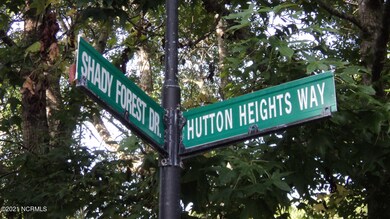 SHADY FOREST DR.
HUTTON HEIGHTS WAY
© 2021 NCRMLS